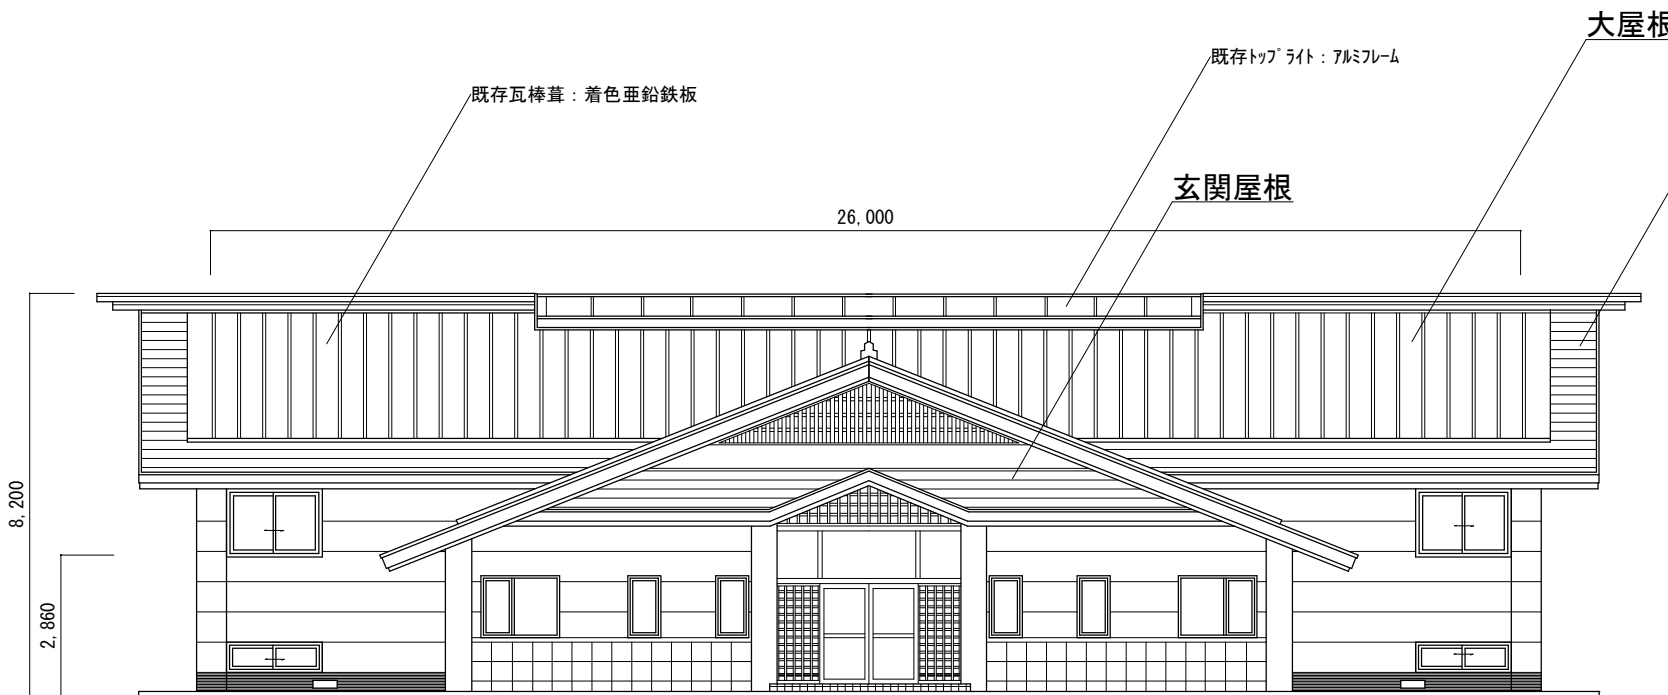 大屋根
既存トップライト：アルミフレーム
既存瓦棒葺：着色亜鉛鉄板
玄関屋根
26,000
8,200
2,860